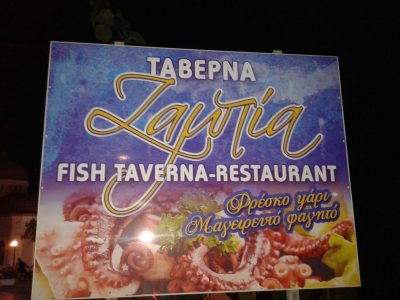 ΤΑΒΕΡΝΑ
Ζαμπία
FISH TAVERNA-RESTAURANT
Φρέσκο ψάρι
Μαγειρευτό φαγητό